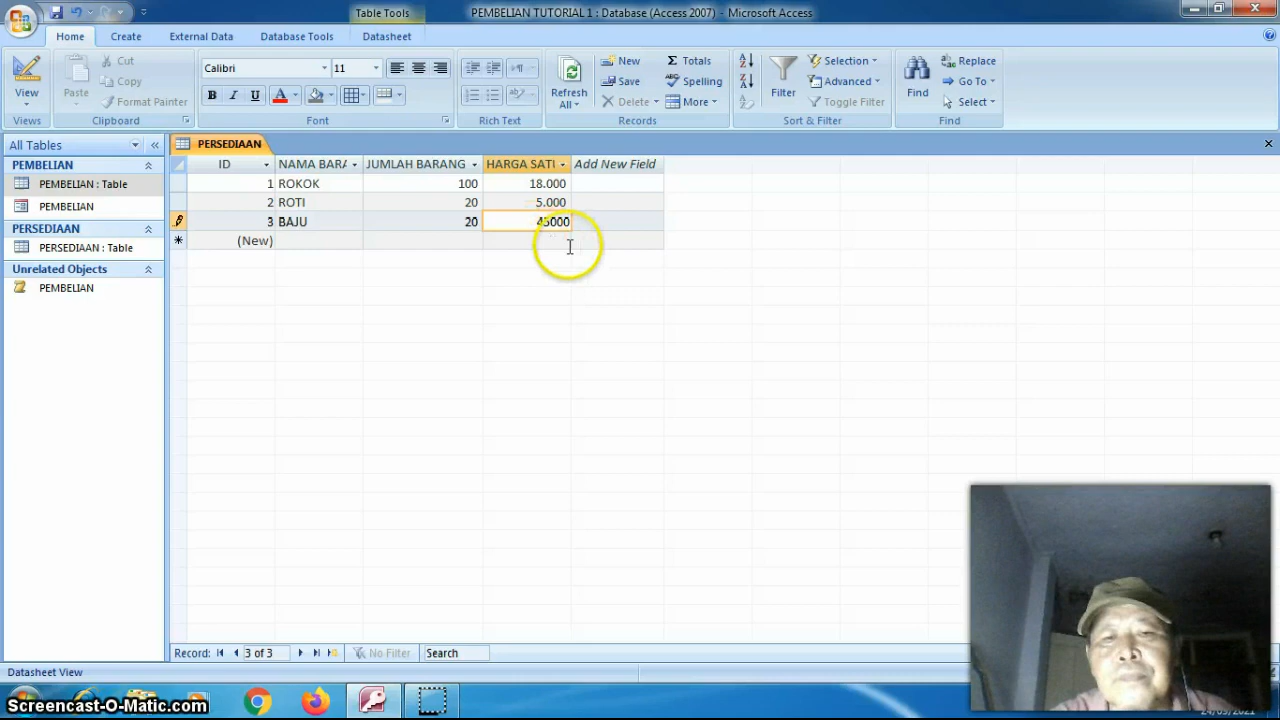 Table Tools PEMBELIAN TUTORIAL 1 : Database (Access 2007) - Microsoft Access
Home Create External Data Database Tools Datasheet
View
Views
Paste
Cut
Copy
Format Painter
Clipboard
Calibri 11
B I U A
Font
Rich Text
Refresh All
New
Save
Delete
Totals
Spelling
More
Records
Filter
Selection
Advanced
Toggle Filter
Sort & Filter
Find
Replace
Go To
Select
Find
All Tables
PEMBELIAN
PEMBELIAN : Table
PEMBELIAN
PERSEDIAAN
PERSEDIAAN : Table
Unrelated Objects
PEMBELIAN
PERSEDIAAN
ID NAMA BARA JUMLAH BARANG HARGA SATI Add New Field
1 ROKOK 100 18.000
2 ROTI 20 5.000
3 BAJU 20 45000
(New)
Record: 3 of 3 No Filter Search
Datasheet View
Screencast-O-Matic.com